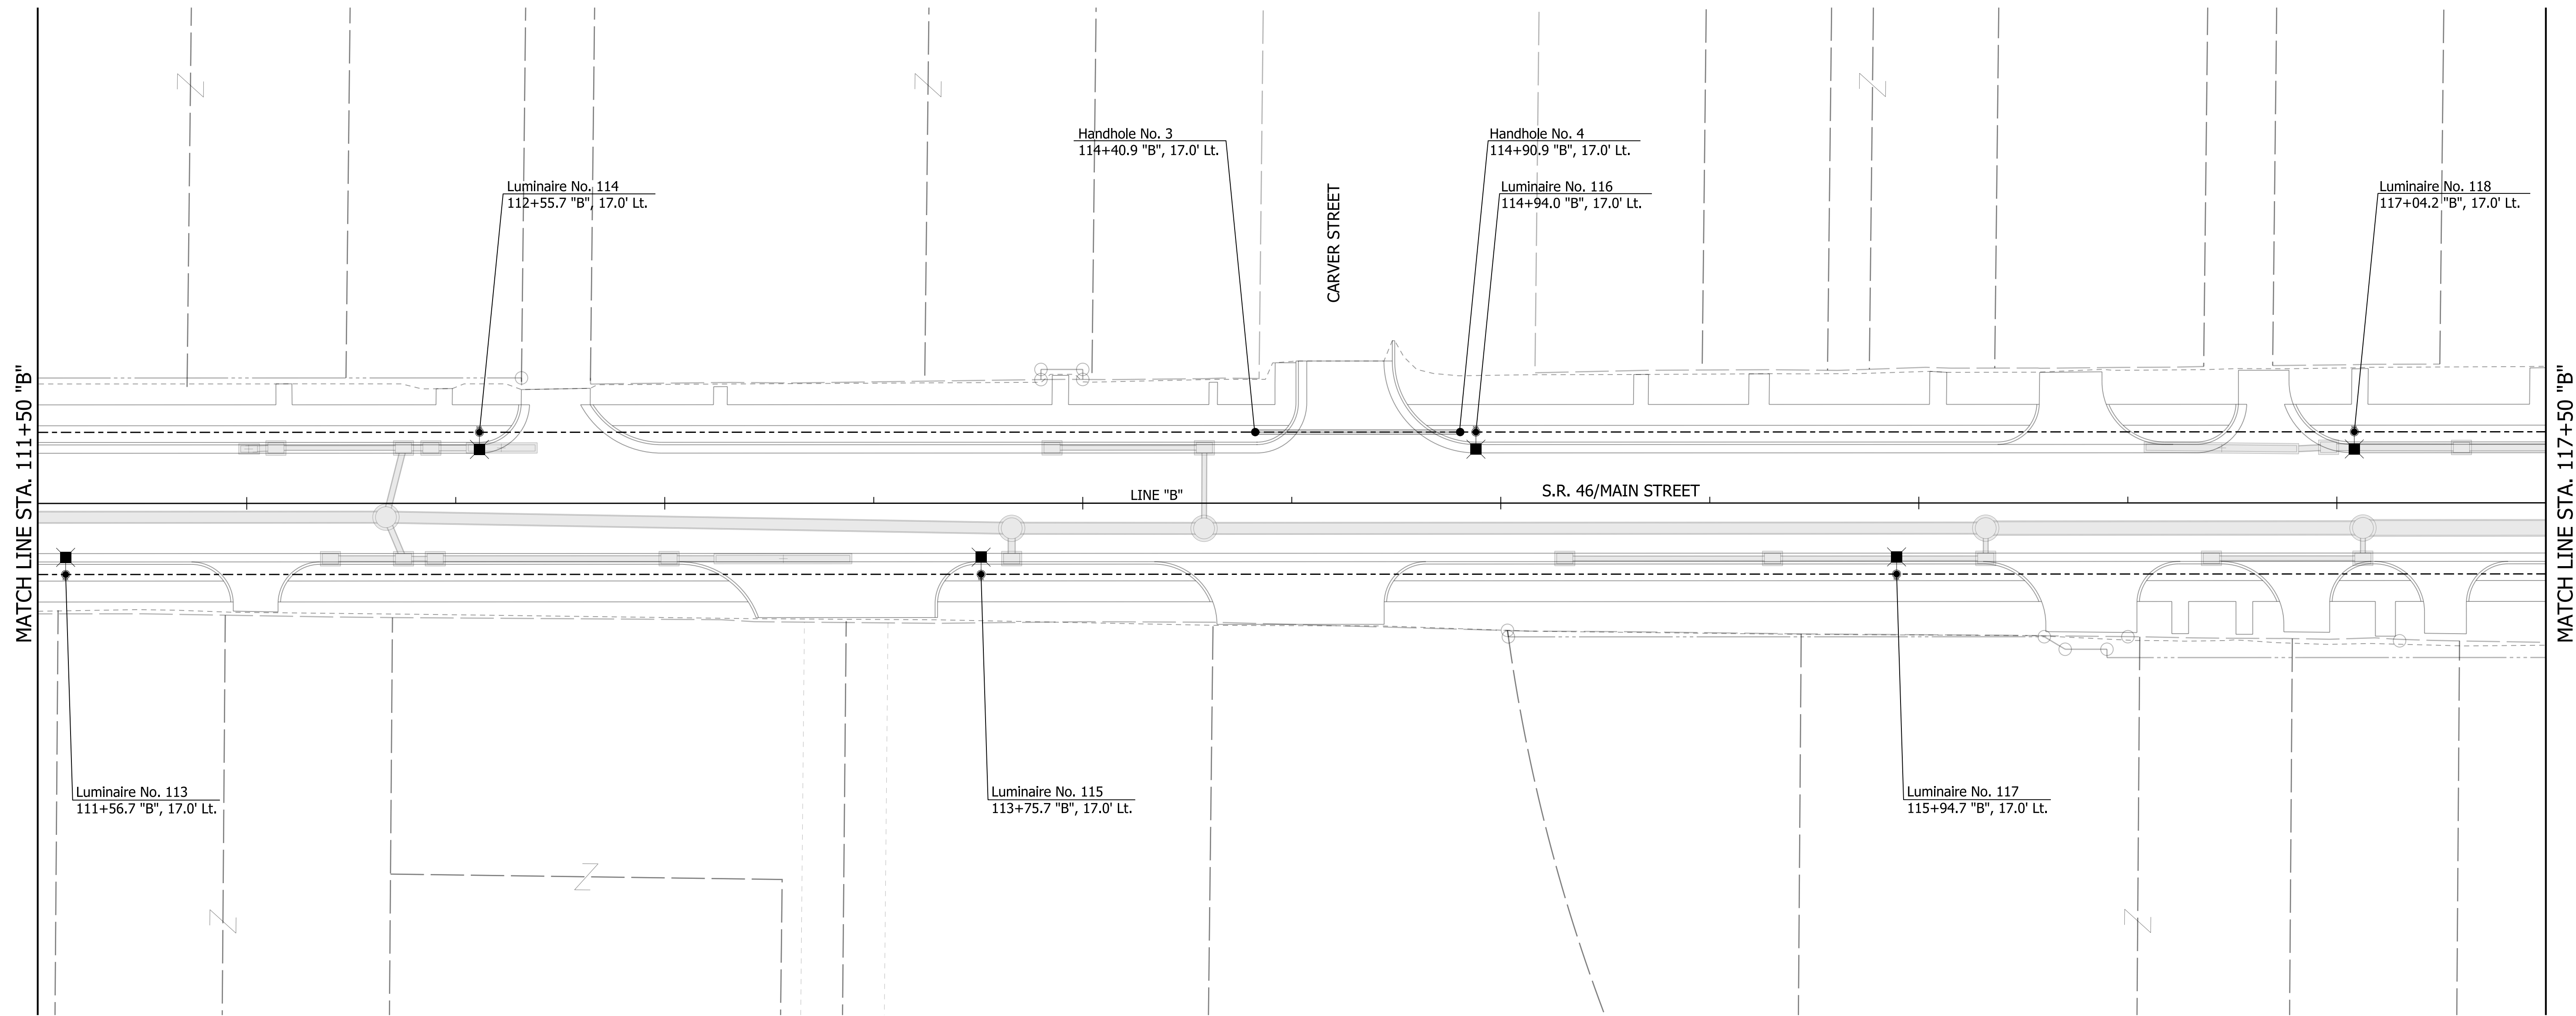 Handhole No. 3
114+40.9 "B", 17.0' Lt.
Handhole No. 4
114+90.9 "B", 17.0' Lt.
Luminaire No. 114
112+55.7 "B", 17.0' Lt.
Luminaire No. 116
114+94.0 "B", 17.0' Lt.
Luminaire No. 118
117+04.2 "B", 17.0' Lt.
CARVER STREET
MATCH LINE STA. 111+50 "B"
MATCH LINE STA. 117+50 "B"
LINE "B"
S.R. 46/MAIN STREET
Luminaire No. 113
111+56.7 "B", 17.0' Lt.
Luminaire No. 115
113+75.7 "B", 17.0' Lt.
Luminaire No. 117
115+94.7 "B", 17.0' Lt.